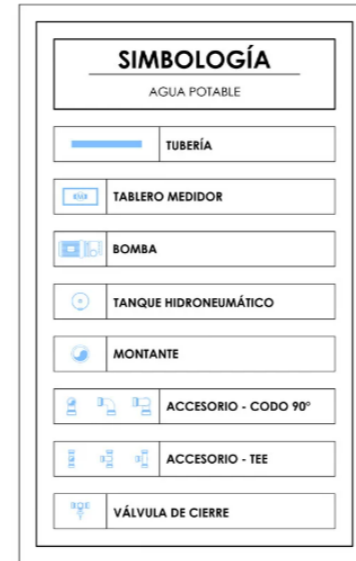 SIMBOLOGÍA
AGUA POTABLE
TUBERÍA
TABLERO MEDIDOR
BOMBA
TANQUE HIDRONEUMÁTICO
MONTANTE
ACCESORIO - CODO 90°
ACCESORIO - TEE
VÁLVULA DE CIERRE